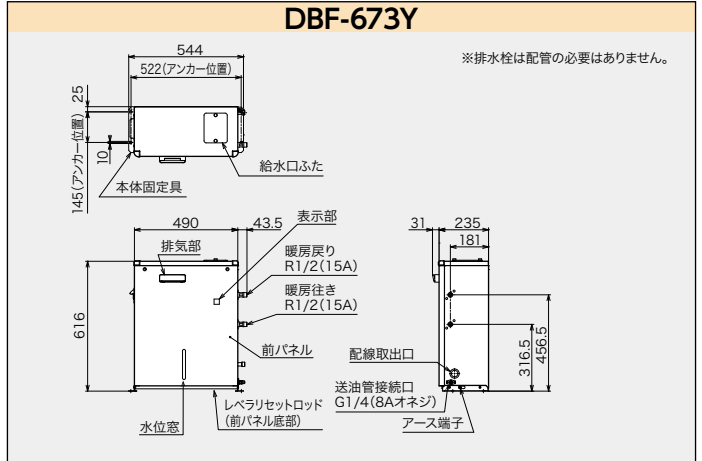 DBF-673Y
※排水栓は配管の必要はありません。
544
522(アンカー位置)
25
145(アンカー位置)
10
給水口ふた
本体固定具
490
43.5
表示部
排気部
暖房戻り
R1/2(15A)
暖房往き
R1/2(15A)
616
前パネル
レベラリセットロッド
(前パネル底部)
水位窓
31
235
181
316.5
456.5
配線取出口
送油管接続口
G1/4(8Aオネジ)
アース端子